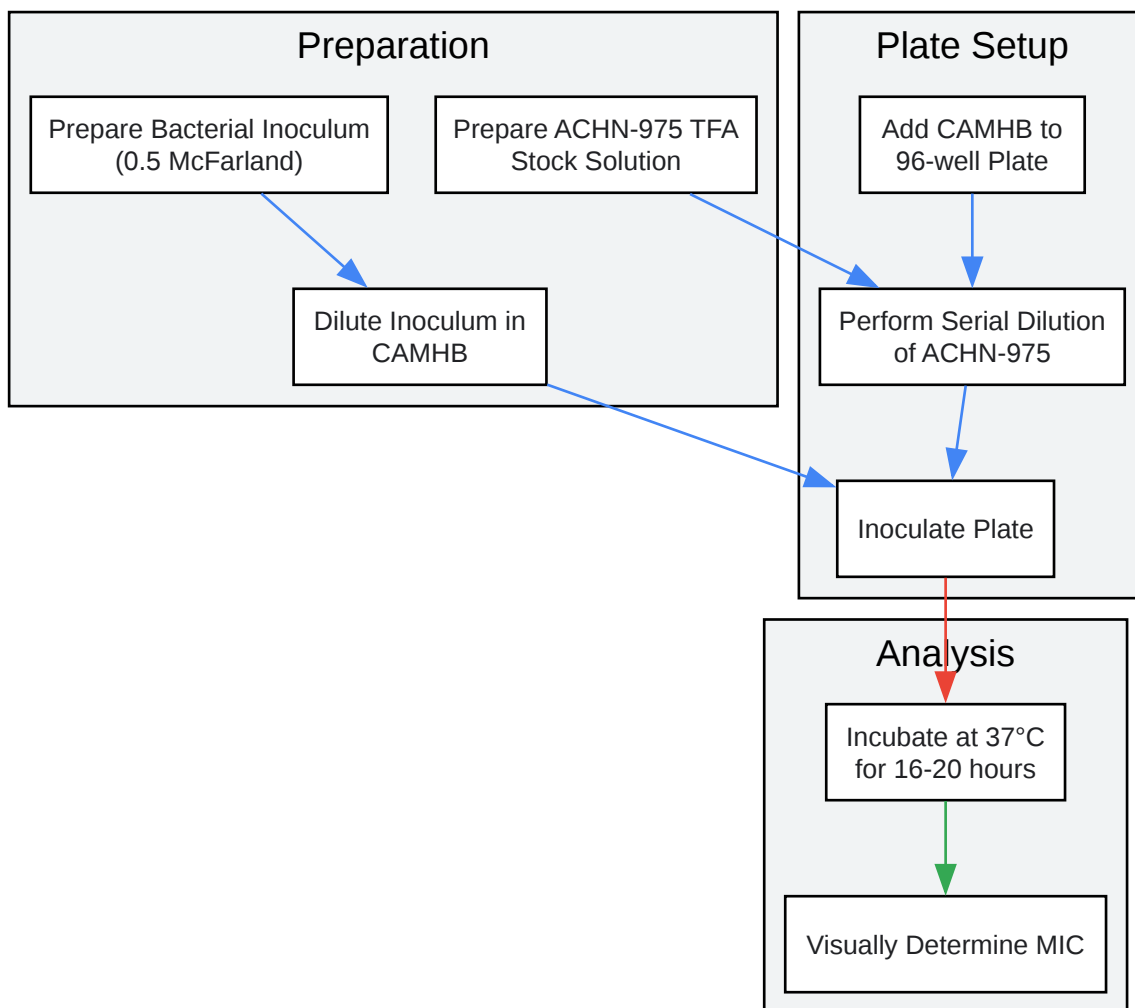 Preparation
Prepare Bacterial Inoculum
(0.5 McFarland)
Prepare ACHN-975 TFA
Stock Solution
Dilute Inoculum in
CAMHB
Plate Setup
Add CAMHB to
96-well Plate
Perform Serial Dilution
of ACHN-975
Inoculate Plate
Analysis
Incubate at 37°C
for 16-20 hours
Visually Determine MIC